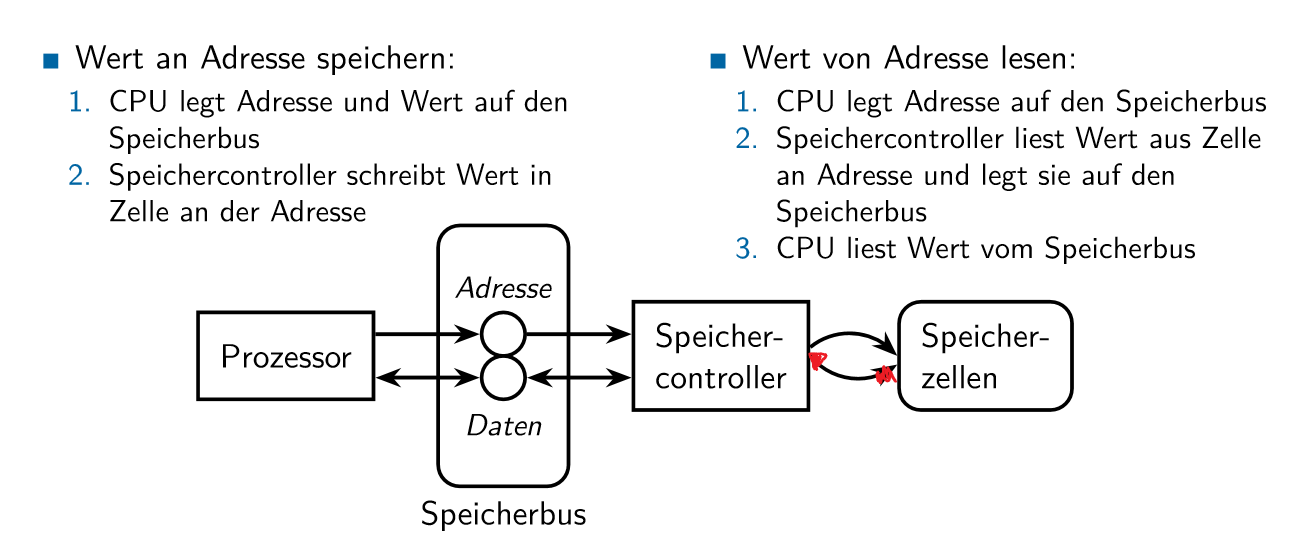 Wert an Adresse speichern:
1. CPU legt Adresse und Wert auf den
Speicherbus
2. Speichercontroller schreibt Wert in
Zelle an der Adresse
Wert von Adresse lesen:
1. CPU legt Adresse auf den Speicherbus
2. Speichercontroller liest Wert aus Zelle
an Adresse und legt sie auf den
Speicherbus
3. CPU liest Wert vom Speicherbus
Prozessor
Adresse
Daten
Speicherbus
Speicher-
controller
Speicher-
zellen